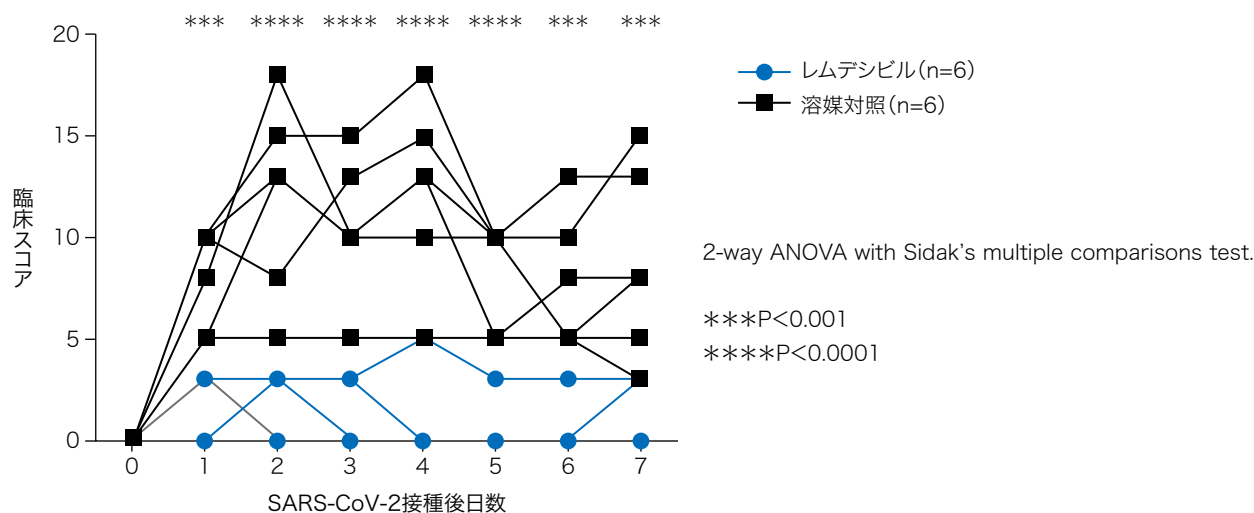 *** **** **** **** **** *** ***
20
15
10
5
0
臨床スコア
0 1 2 3 4 5 6 7
SARS-CoV-2接種後日数
レムデシビル（n=6）
溶媒対照（n=6）
2-way ANOVA with Sidak's multiple comparisons test.
***P<0.001
****P<0.0001